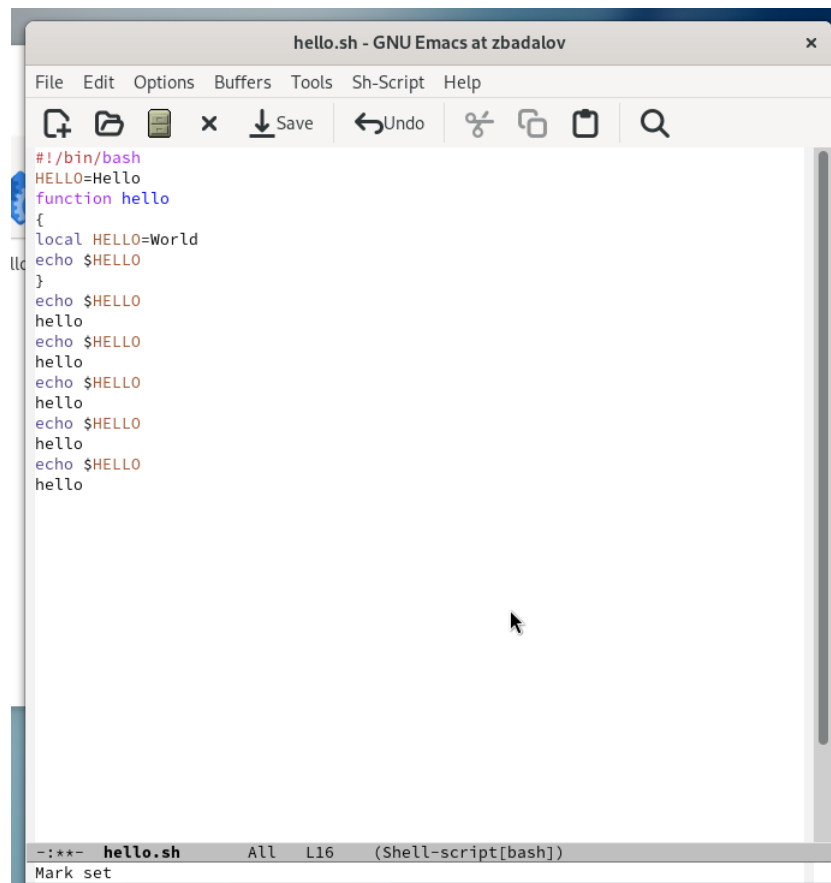 hello.sh - GNU Emacs at zbadalov
File Edit Options Buffers Tools Sh-Script Help
Save Undo
#!/bin/bash
HELLO=Hello
function hello
{
local HELLO=World
echo $HELLO
}
echo $HELLO
hello
echo $HELLO
hello
echo $HELLO
hello
echo $HELLO
hello
echo $HELLO
hello
-:**- hello.sh All L16 (Shell-script[bash])
Mark set